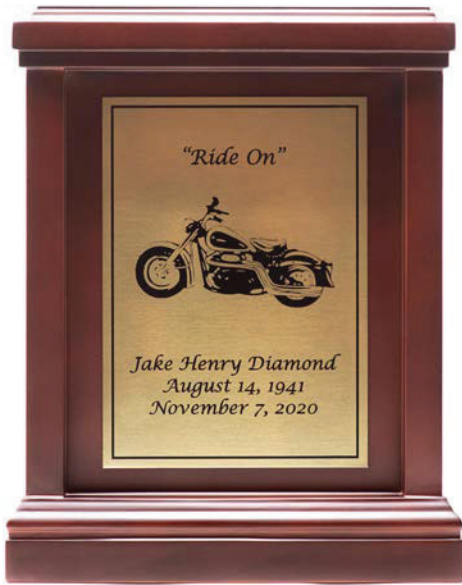 “Ride On”
Jake Henry Diamond
August 14, 1941
November 7, 2020